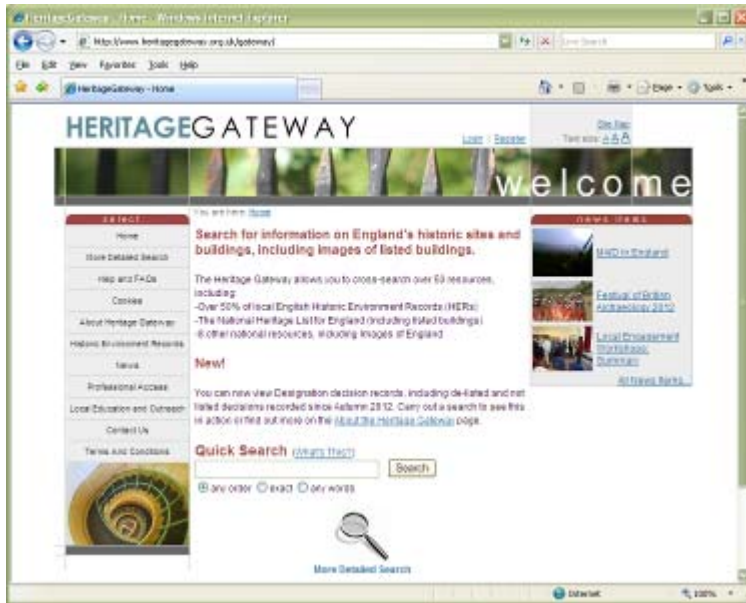 HeritageGateway - Home - Windows Internet Explorer
http://www.heritagegateway.org.uk/gateway/
Live Search
File Edit View Favorites Tools Help
HeritageGateway - Home
Page Tools
HERITAGEGATEWAY
Login | Register
Site Map
Text size: A A A
welcome
select
Home
More Detailed Search
Help and FAQs
Cookies
About Heritage Gateway
Historic Environment Records
News
Professional Access
Local Education and Outreach
Contact Us
Terms And Conditions
You are here: Home
Search for information on England's historic sites and
buildings, including images of listed buildings.
The Heritage Gateway allows you to cross-search over 60 resources,
including:
-Over 50% of local English Historic Environment Records (HERs)
-The National Heritage List for England (including listed buildings)
-8 other national resources, including Images of England
New!
You can now view Designation decision records, including de-listed and not
listed decisions recorded since Autumn 2012. Carry out a search to see this
in action or find out more on the About the Heritage Gateway page.
Quick Search (What's This?)
Search
any order exact any words
More Detailed Search
news items
in England
Festival of British
Archaeology 2012
Local Engagement
Workshops:
Summary
All News Items...
Internet
100%